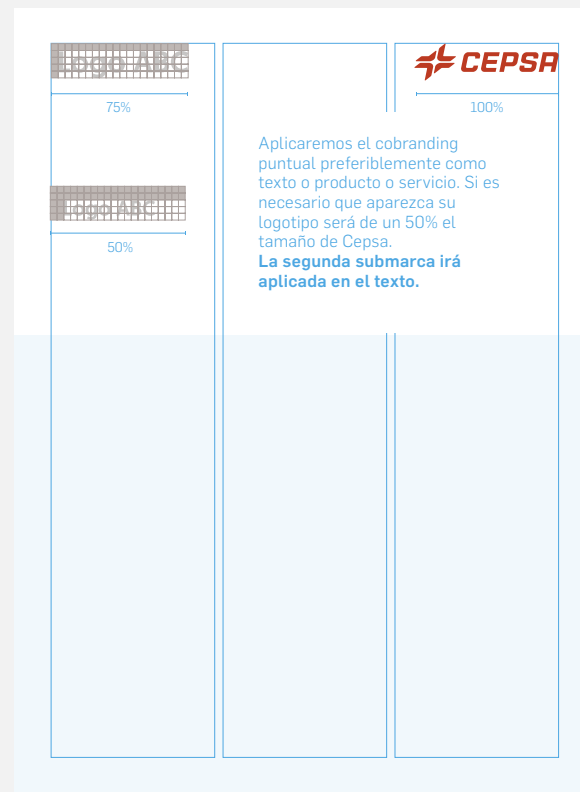 Logo ABC
CEPSA
75%
100%
Aplicaremos el cobranding
puntual preferiblemente como
texto o producto o servicio. Si es
necesario que aparezca su
logotipo será de un 50% el
tamaño de Cepsa.
La segunda submarca irá
aplicada en el texto.
Logo ABC
50%